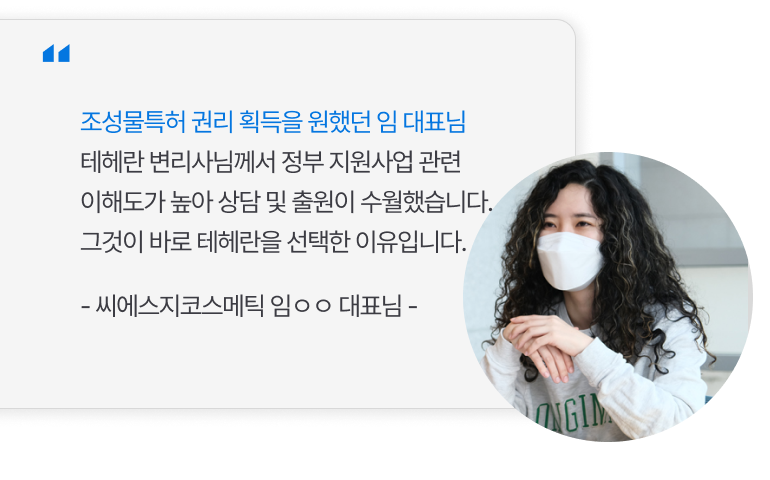 조성물특허 권리 획득을 원했던 임 대표님
테헤란 변리사님께서 정부 지원사업 관련
이해도가 높아 상담 및 출원이 수월했습니다.
그것이 바로 테헤란을 선택한 이유입니다.
- 씨에스지코스메틱 임ㅇㅇ 대표님 -